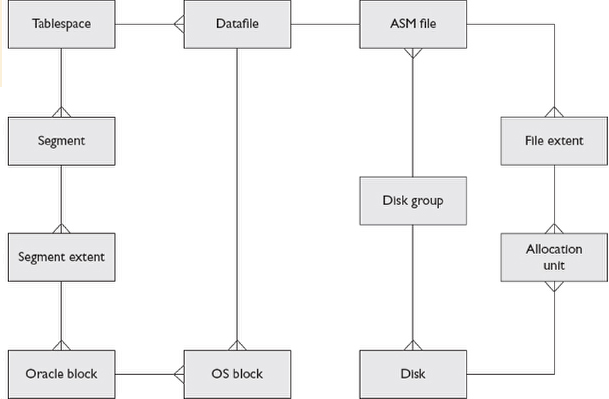 Tablespace
Datafile
ASM file
Segment
File extent
Disk group
Segment extent
Allocation
unit
Oracle block
OS block
Disk